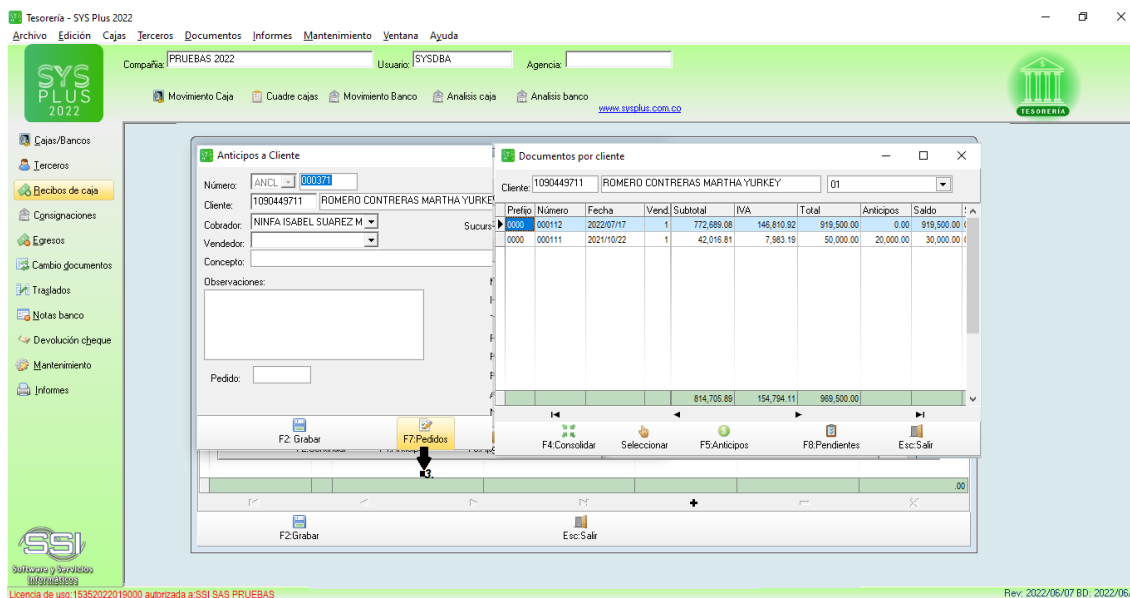 Tesorería - SYS Plus 2022
Archivo Edición Cajas Terceros Documentos Informes Mantenimiento Ventana Ayuda
SYS
PLUS
2022
Compañia: PRUEBAS 2022 Usuario: SYSDBA Agencia:
Movimiento Caja Cuadre cajas Movimiento Banco Analisis caja Analisis banco
www.sysplus.com.co
TESORERÍA
Cajas/Bancos
Terceros
Recibos de caja
Consignaciones
Egresos
Cambio documentos
Traslados
Notas banco
Devolución cheque
Mantenimiento
Informes
Anticipos a Cliente
Número: ANCL 000371
Cliente: 1090449711 ROMERO CONTRERAS MARTHA YURKEY
Cobrador: NINFA ISABEL SUAREZ M Sucurs
Vendedor:
Concepto:
Observaciones:
Pedido:
F2: Grabar F7:Pedidos
3.
Documentos por cliente
Cliente: 1090449711 ROMERO CONTRERAS MARTHA YURKEY 01
Prefijo Número Fecha Vend. Subtotal IVA Total Anticipos Saldo
0000 000112 2022/07/17 1 772,689.08 146,810.92 919,500.00 0.00 919,500.00
0000 000111 2021/10/22 1 42,016.81 7,983.19 50,000.00 20,000.00 30,000.00
814,705.89 154,794.11 969,500.00
F4:Consolidar Seleccionar F5:Anticipos F8:Pendientes Esc:Salir
.00
F2:Grabar Esc:Salir
SSI
Software y Servicios
Informáticos
Licencia de uso:15352022019000 autorizada a:SSI SAS PRUEBAS
Rev: 2022/06/07 BD: 2022/06/